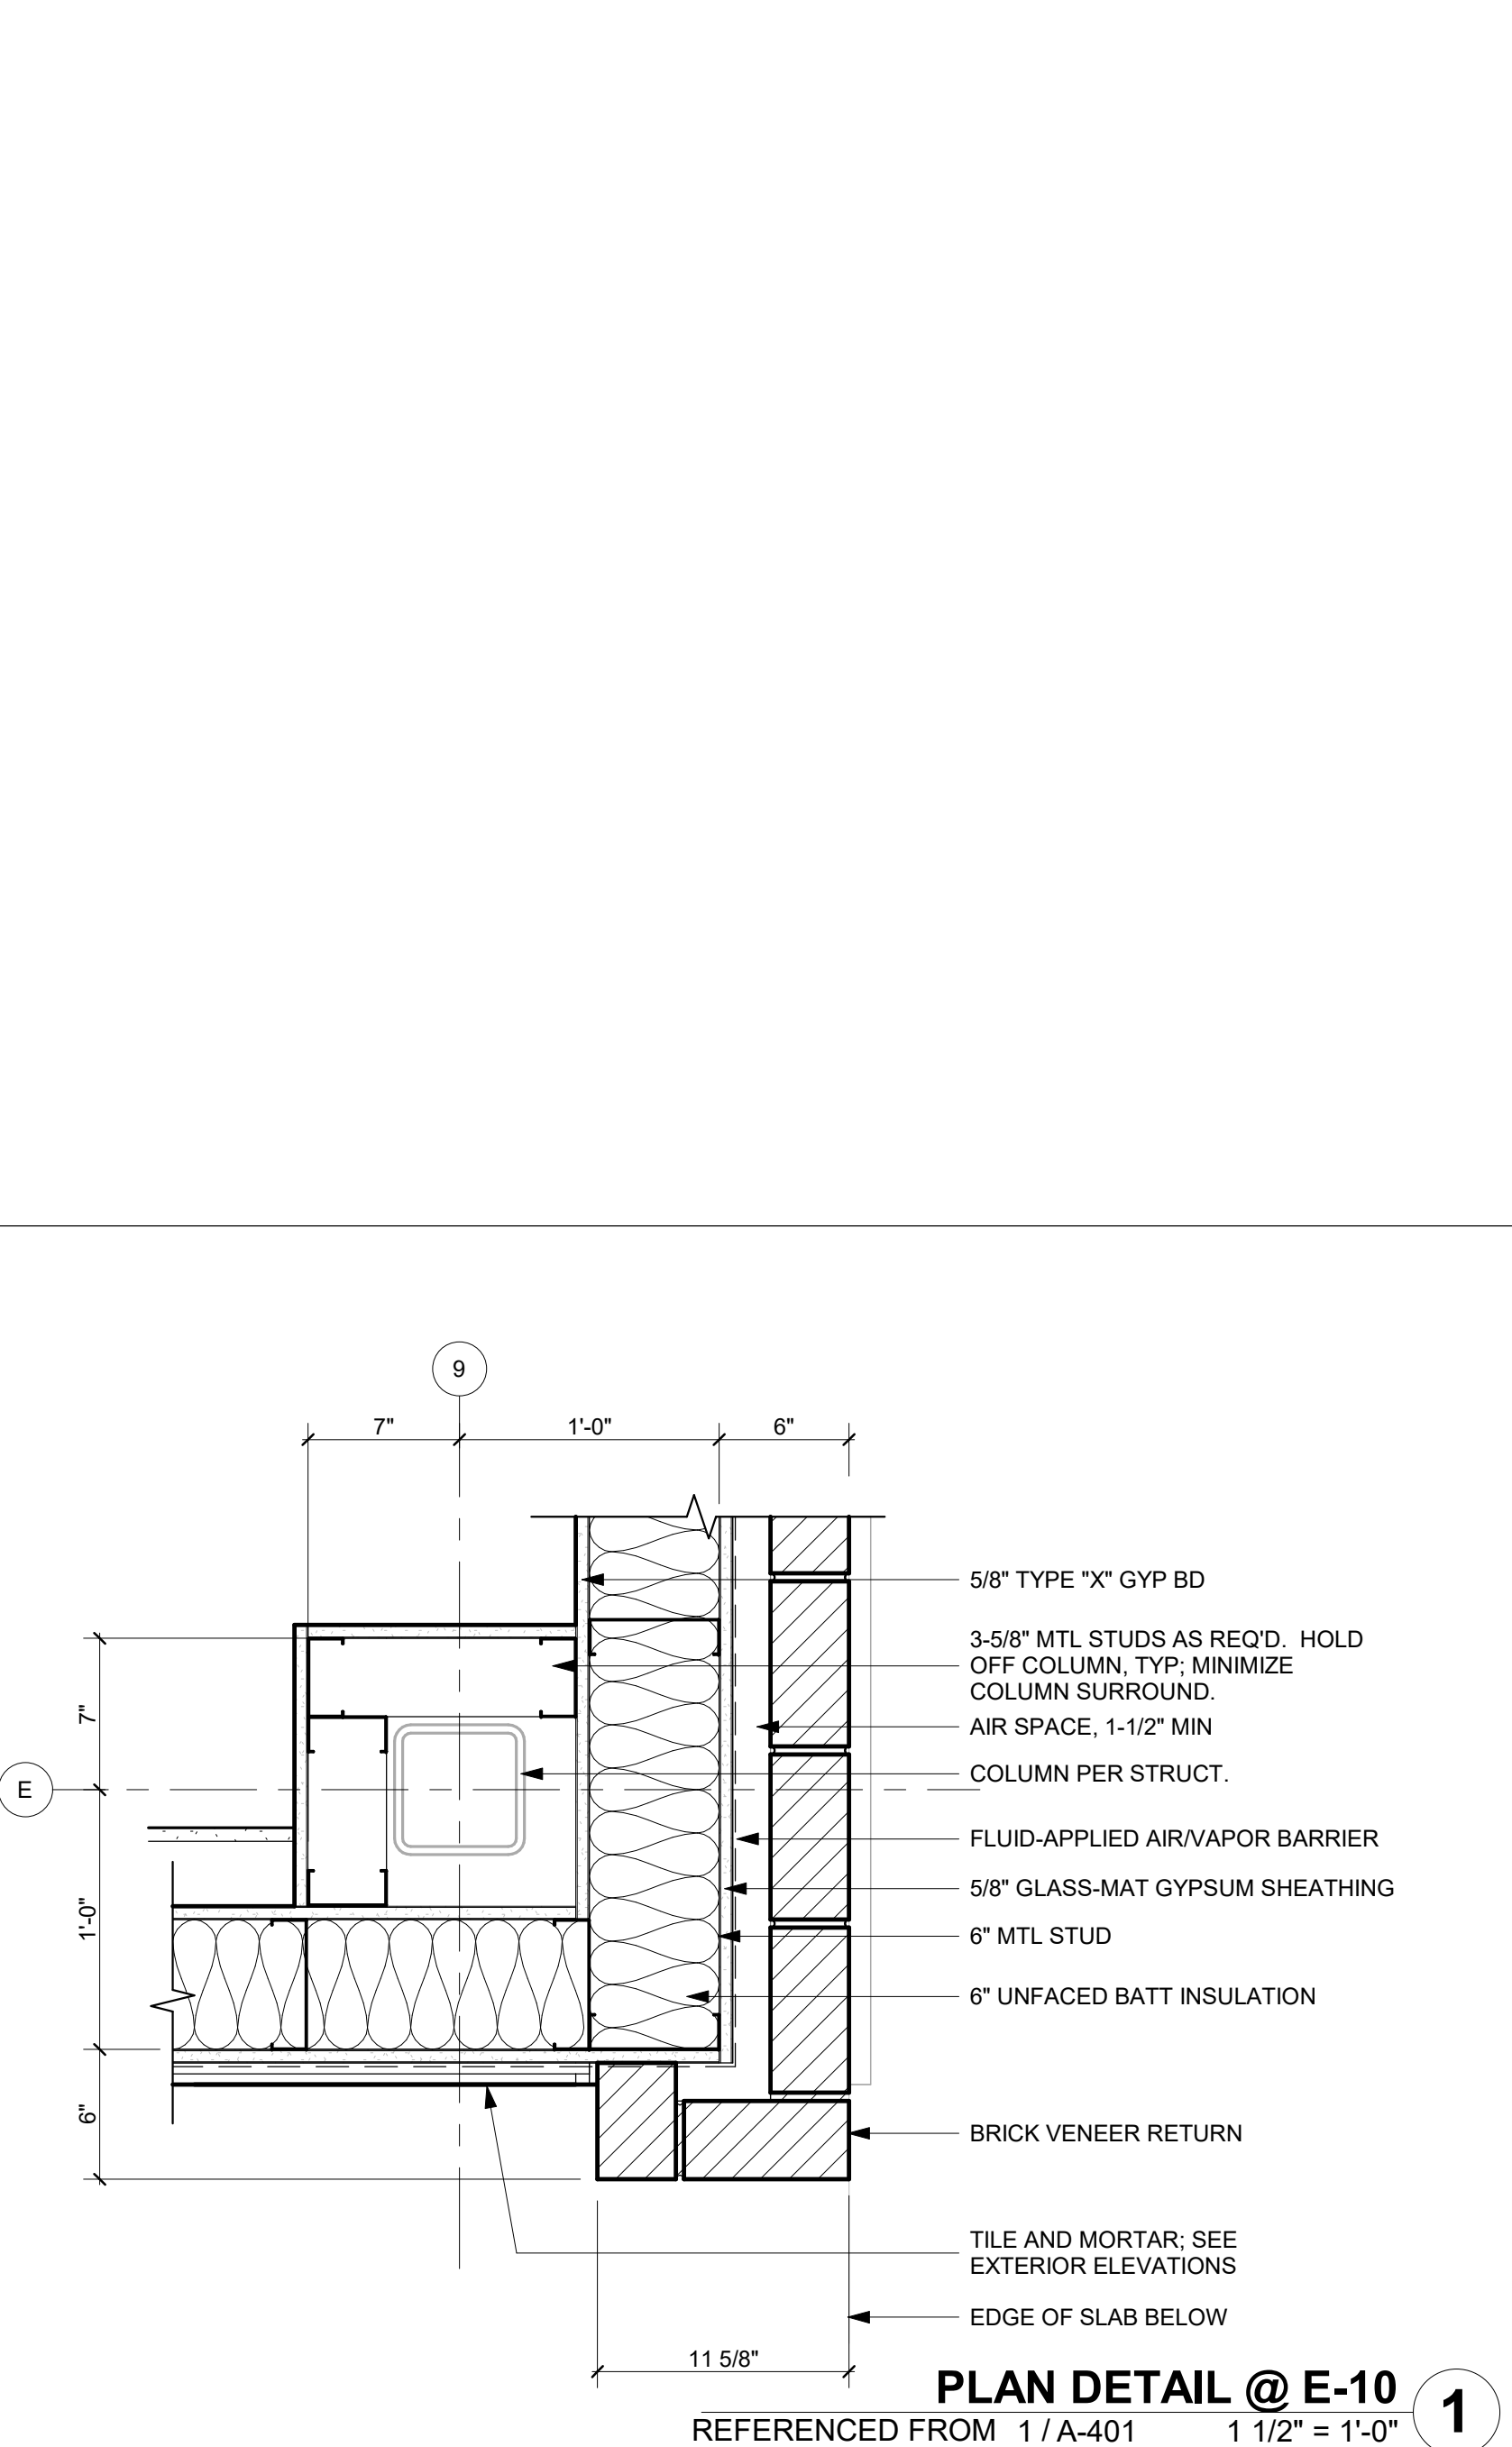 9
7" 1'-0" 6"
5/8" TYPE "X" GYP BD
3-5/8" MTL STUDS AS REQ'D. HOLD
OFF COLUMN, TYP; MINIMIZE
COLUMN SURROUND.
7"
AIR SPACE, 1-1/2" MIN
COLUMN PER STRUCT.
E
FLUID-APPLIED AIR/VAPOR BARRIER
5/8" GLASS-MAT GYPSUM SHEATHING
1'-0"
6" MTL STUD
6" UNFACED BATT INSULATION
6"
BRICK VENEER RETURN
TILE AND MORTAR; SEE
EXTERIOR ELEVATIONS
EDGE OF SLAB BELOW
11 5/8"
PLAN DETAIL @ E-10
1
REFERENCED FROM 1 / A-401 1 1/2" = 1'-0"